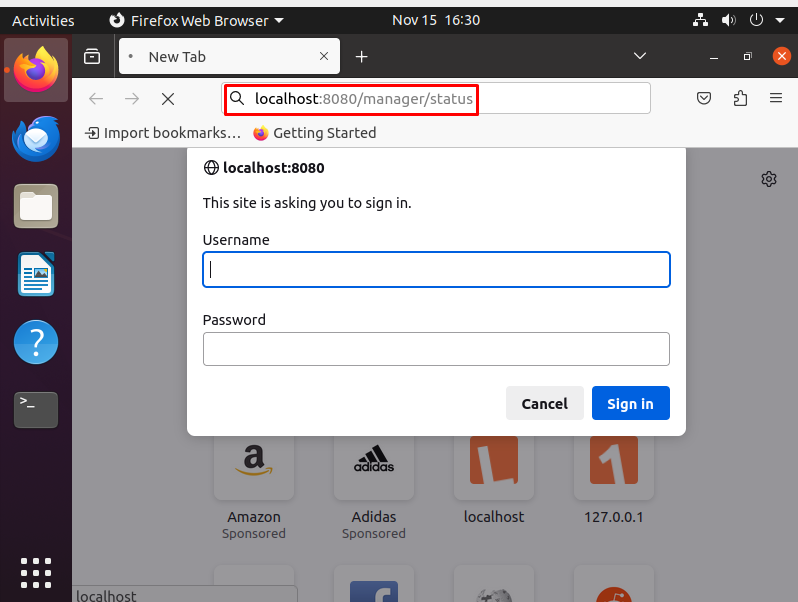 Activities Firefox Web Browser Nov 15 16:30
New Tab
localhost:8080/manager/status
Import bookmarks… Getting Started
localhost:8080
This site is asking you to sign in.
Username
Password
Cancel Sign in
a adidas 1
Amazon Adidas localhost 127.0.0.1
Sponsored Sponsored
localhost